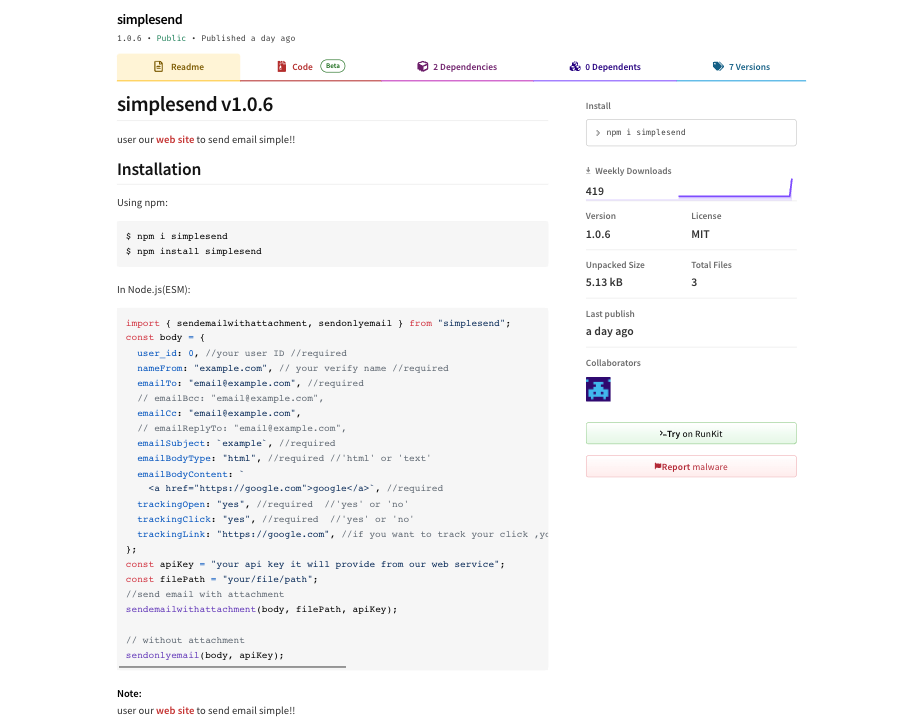 simplesend
1.0.6 • Public • Published a day ago
Readme
Code Beta
2 Dependencies
0 Dependents
7 Versions
simplesend v1.0.6
user our web site to send email simple!!
Installation
Using npm:
$ npm i simplesend
$ npm install simplesend
In Node.js(ESM):
import { sendemailwithattachment, sendonlyemail } from "simplesend";
const body = {
  user_id: 0, //your user ID //required
  nameFrom: "example.com", // your verify name //required
  emailTo: "email@example.com", //required
  // emailBcc: "email@example.com",
  emailCc: "email@example.com",
  // emailReplyTo: "email@example.com",
  emailSubject: `example`, //required
  emailBodyType: "html", //required //'html' or 'text'
  emailBodyContent: `
    <a href="https://google.com">google</a>`, //required
  trackingOpen: "yes", //required  //'yes' or 'no'
  trackingClick: "yes", //required  //'yes' or 'no'
  trackingLink: "https://google.com", //if you want to track your click ,yo
};
const apiKey = "your api key it will provide from our web service";
const filePath = "your/file/path";
//send email with attachment
sendemailwithattachment(body, filePath, apiKey);
// without attachment
sendonlyemail(body, apiKey);
Note:
user our web site to send email simple!!
Install
> npm i simplesend
Weekly Downloads
419
Version
1.0.6
License
MIT
Unpacked Size
5.13 kB
Total Files
3
Last publish
a day ago
Collaborators
Try on RunKit
Report malware